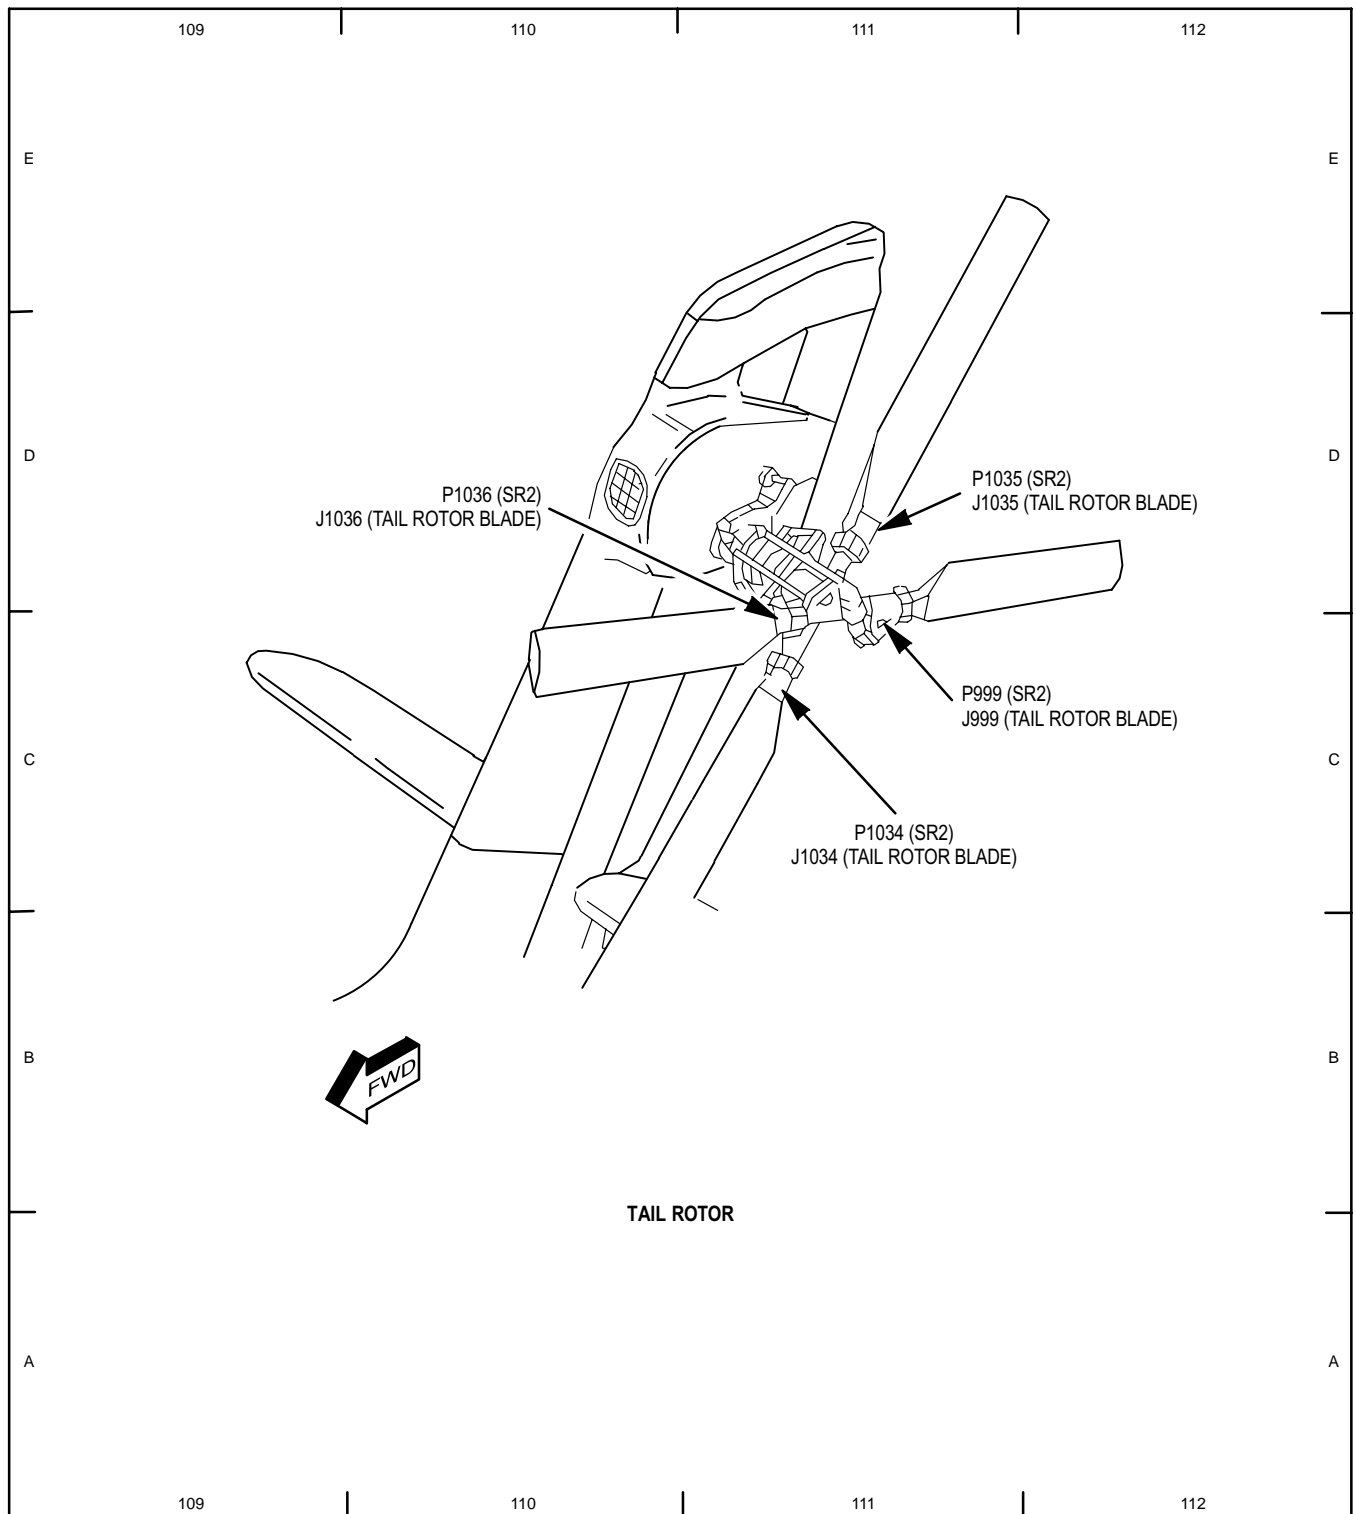 109 110 111 112
E E
D D
P1035 (SR2)
J1035 (TAIL ROTOR BLADE)
P1036 (SR2)
J1036 (TAIL ROTOR BLADE)
P999 (SR2)
J999 (TAIL ROTOR BLADE)
C C
P1034 (SR2)
J1034 (TAIL ROTOR BLADE)
B B
FWD
TAIL ROTOR
A A
109 110 111 112